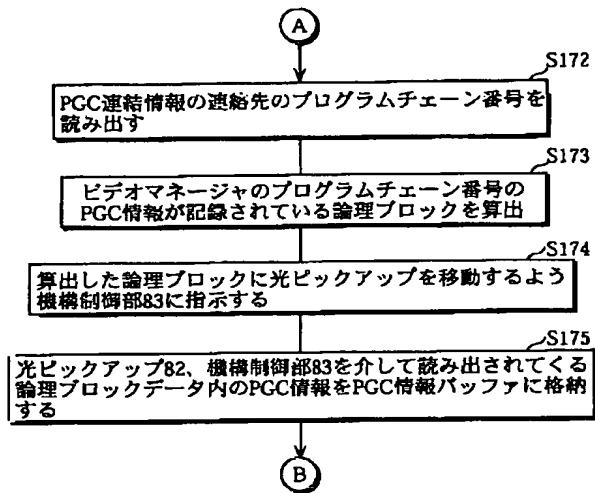 A
S172
PGC連結情報の連絡先のプログラムチェーン番号を
読み出す
S173
ビデオマネージャのプログラムチェーン番号の
PGC情報が記録されている論理ブロックを算出
S174
算出した論理ブロックに光ピックアップを移動するよう
機構制御部83に指示する
S175
光ピックアップ82、機構制御部83を介して読み出されてくる
論理ブロックデータ内のPGC情報をPGC情報バッファに格納
する
B